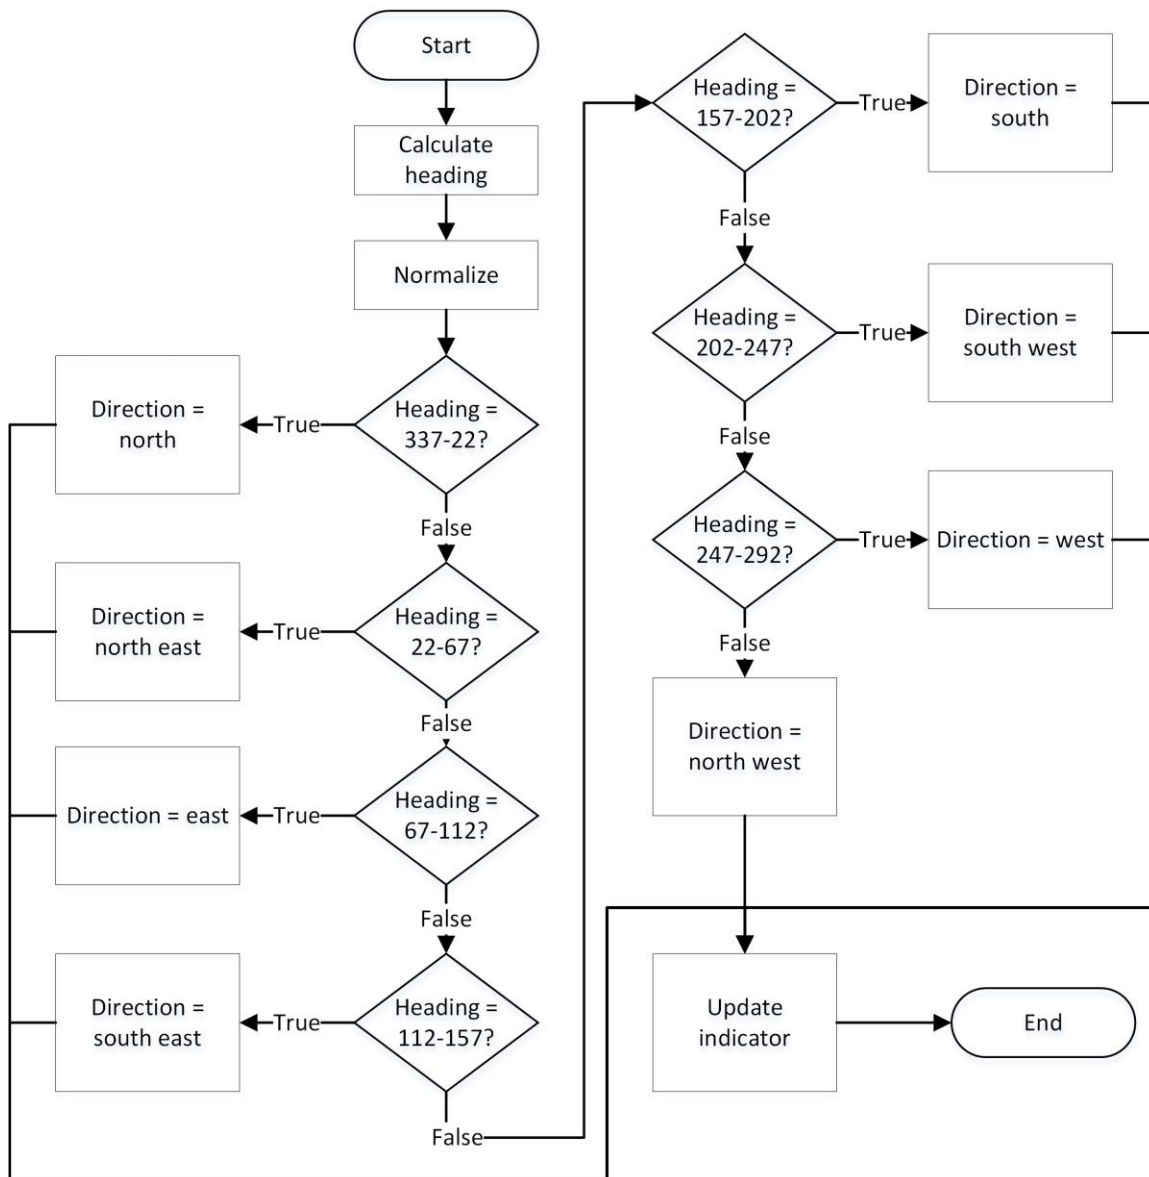 Start
Calculate
heading
Normalize
Heading =
337-22?
True
Direction =
north
False
Heading =
22-67?
True
Direction =
north east
False
Heading =
67-112?
True
Direction = east
False
Heading =
112-157?
True
Direction =
south east
False
Heading =
157-202?
True
Direction =
south
False
Heading =
202-247?
True
Direction =
south west
False
Heading =
247-292?
True
Direction = west
False
Direction =
north west
Update
indicator
End